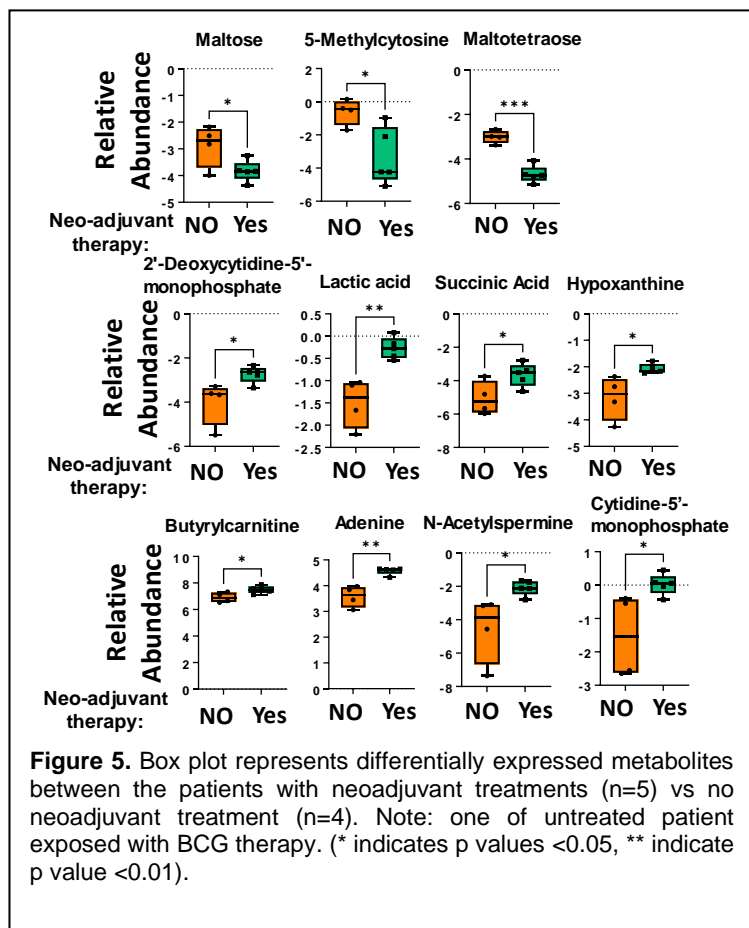 Maltose 5-Methylcytosine Maltotetraose
Relative Abundance
0 -1 -2 -3 -4 -5
*
2 0 -2 -4 -6
*
0 -2 -4 -6
***
Neo-adjuvant therapy: NO Yes NO Yes NO Yes
2'-Deoxycytidine-5'-monophosphate Lactic acid Succinic Acid Hypoxanthine
Relative Abundance
0 -2 -4 -6
*
0.5 0.0 -0.5 -1.0 -1.5 -2.0 -2.5
**
0 -2 -4 -6 -8
*
0 -1 -2 -3 -4 -5
*
Neo-adjuvant therapy: NO Yes NO Yes NO Yes NO Yes
Butyrylcarnitine Adenine N-Acetylspermine Cytidine-5’-monophosphate
Relative Abundance
10 8 6 4 2 0
*
5 4 3 2 1 0
**
0 -2 -4 -6 -8
*
1 0 -1 -2 -3
*
Neo-adjuvant therapy: NO Yes NO Yes NO Yes NO Yes
Figure 5. Box plot represents differentially expressed metabolites
between the patients with neoadjuvant treatments (n=5) vs no
neoadjuvant treatment (n=4). Note: one of untreated patient
exposed with BCG therapy. (* indicates p values <0.05, ** indicate
p value <0.01).